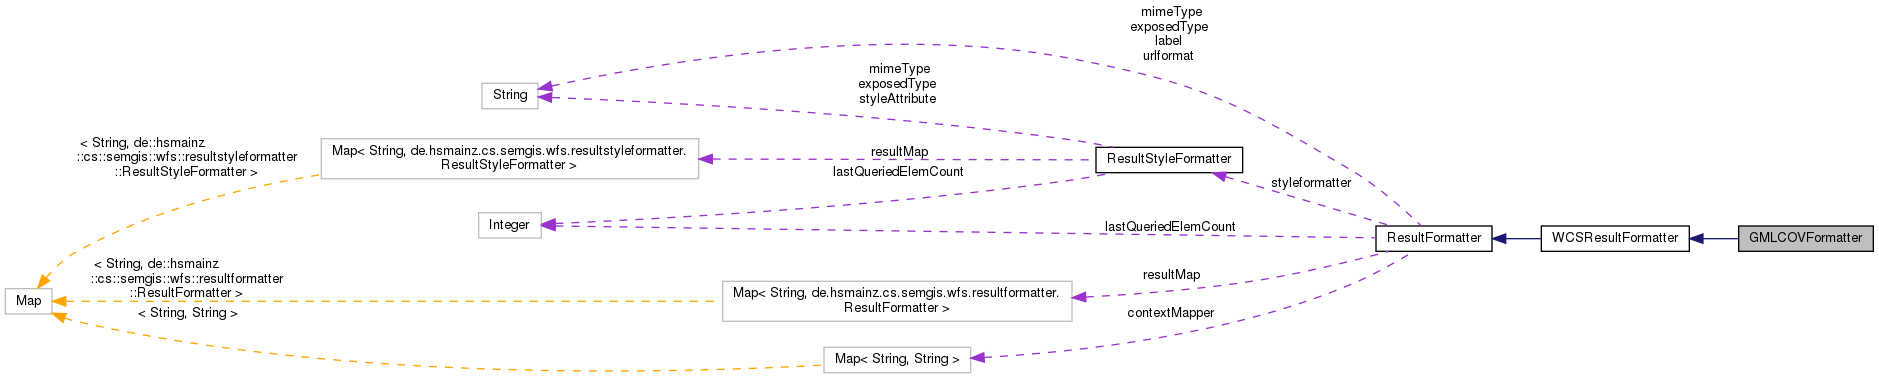 mimeType
exposedType
label
urlformat
mimeType
exposedType
styleAttribute
String
< String, de::hsmainz
::cs::semgis::wfs::resultstyleformatter
::ResultStyleFormatter >
Map< String, de.hsmainz.cs.semgis.wfs.resultstyleformatter.
ResultStyleFormatter >
resultMap
lastQueriedElemCount
ResultStyleFormatter
styleformatter
Integer
lastQueriedElemCount
ResultFormatter
WCSResultFormatter
GMLCOVFormatter
< String, de::hsmainz
::cs::semgis::wfs::resultformatter
::ResultFormatter >
Map
< String, String >
Map< String, de.hsmainz.cs.semgis.wfs.resultformatter.
ResultFormatter >
resultMap
contextMapper
Map< String, String >